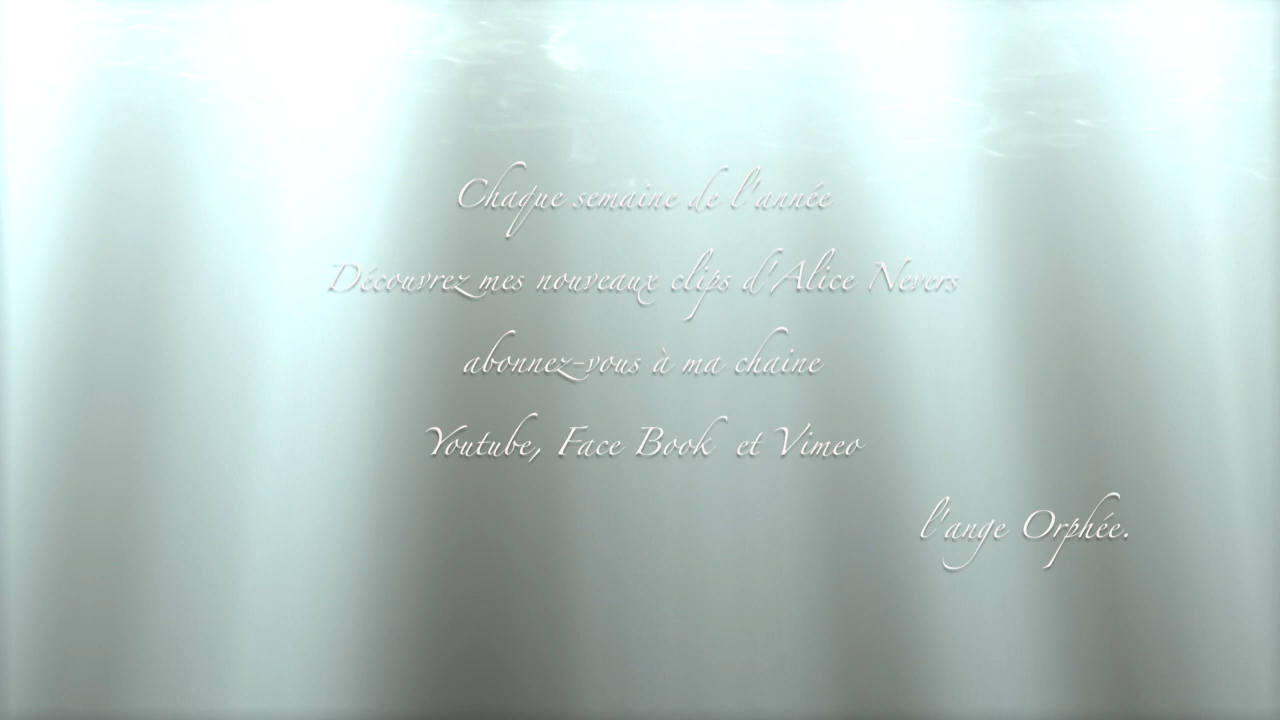 Chaque semaine de l'année
Découvrez mes nouveaux clips d'Alice Nevers
abonnez-vous à ma chaine
Youtube, Face Book et Vimeo
l'ange Orphée.